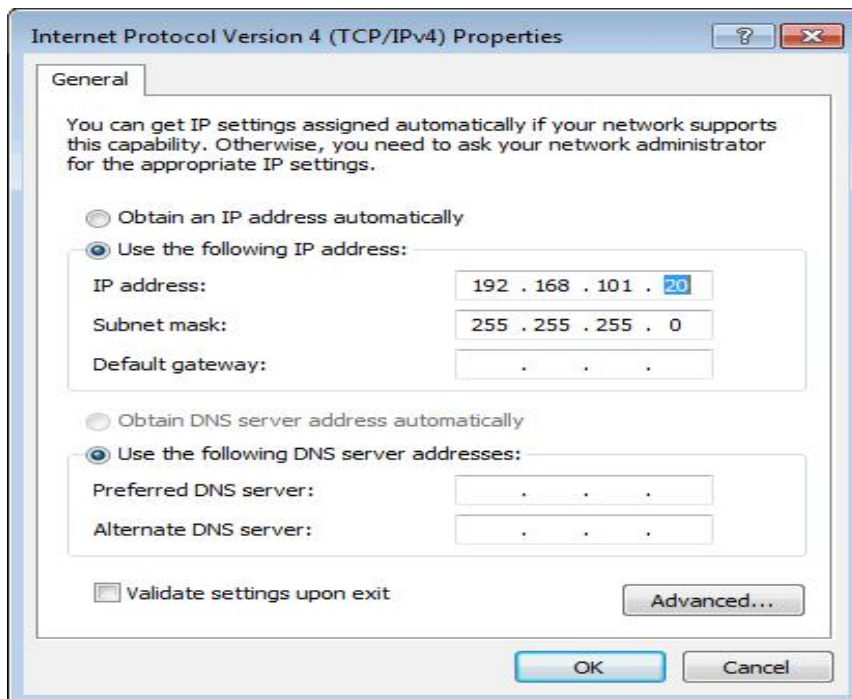 Internet Protocol Version 4 (TCP/IPv4) Properties
?
General
You can get IP settings assigned automatically if your network supports
this capability. Otherwise, you need to ask your network administrator
for the appropriate IP settings.
Obtain an IP address automatically
Use the following IP address:
IP address: 192 . 168 . 101 . 20
Subnet mask: 255 . 255 . 255 . 0
Default gateway: . . .
Obtain DNS server address automatically
Use the following DNS server addresses:
Preferred DNS server: . . .
Alternate DNS server: . . .
Validate settings upon exit
Advanced...
OK Cancel